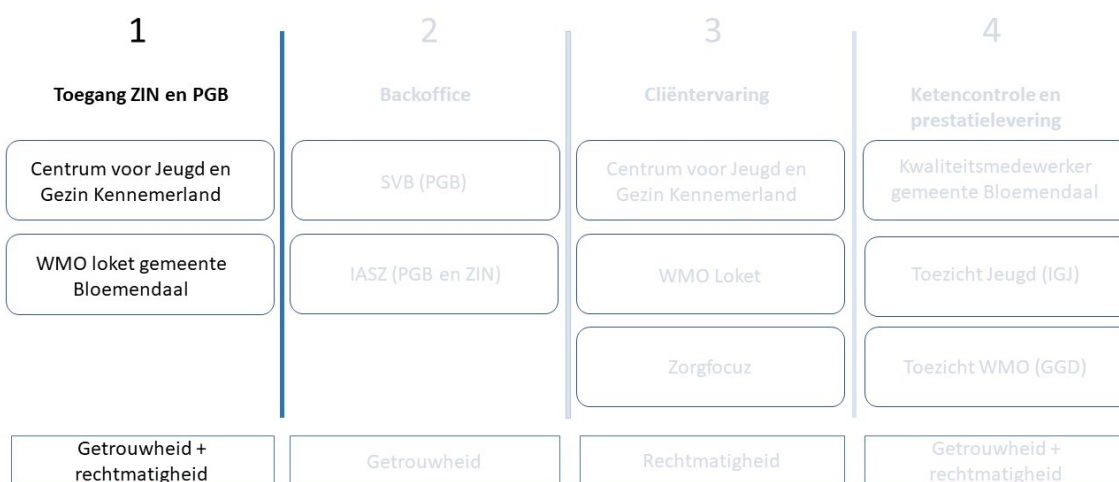 1
Toegang ZIN en PGB
Centrum voor Jeugd en
Gezin Kennemerland
WMO loket gemeente
Bloemendaal
Getrouwheid +
rechtmatigheid
2
Backoffice
SVB (PGB)
IASZ (PGB en ZIN)
Getrouwheid
3
Cliëntervaring
Centrum voor Jeugd en
Gezin Kennemerland
WMO Loket
Zorgfocuz
Rechtmatigheid
4
Ketencontrole en
prestatielevering
Kwaliteitsmedewerker
gemeente Bloemendaal
Toezicht Jeugd (IGJ)
Toezicht WMO (GGD)
Getrouwheid +
rechtmatigheid